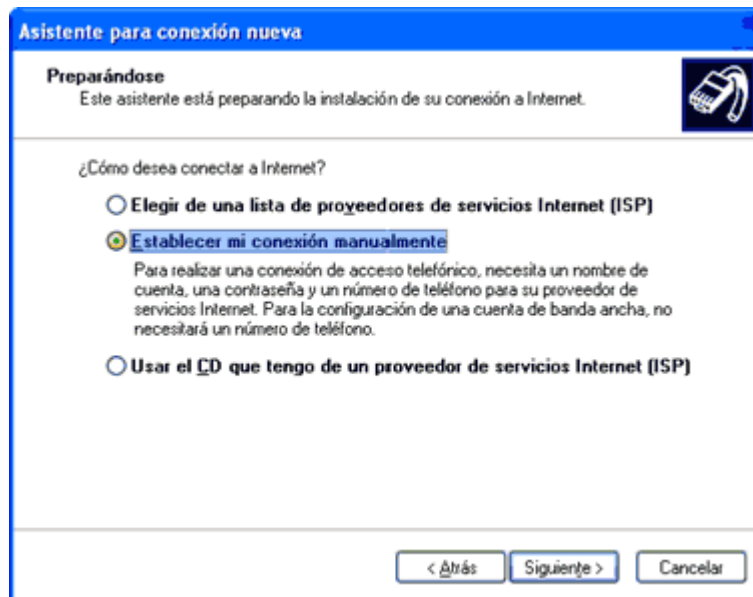 Asistente para conexión nueva
Preparándose
Este asistente está preparando la instalación de su conexión a Internet.
¿Cómo desea conectar a Internet?
Elegir de una lista de proveedores de servicios Internet (ISP)
Establecer mi conexión manualmente
Para realizar una conexión de acceso telefónico, necesita un nombre de
cuenta, una contraseña y un número de teléfono para su proveedor de
servicios Internet. Para la configuración de una cuenta de banda ancha, no
necesitará un número de teléfono.
Usar el CD que tengo de un proveedor de servicios Internet (ISP)
< Atrás Siguiente > Cancelar